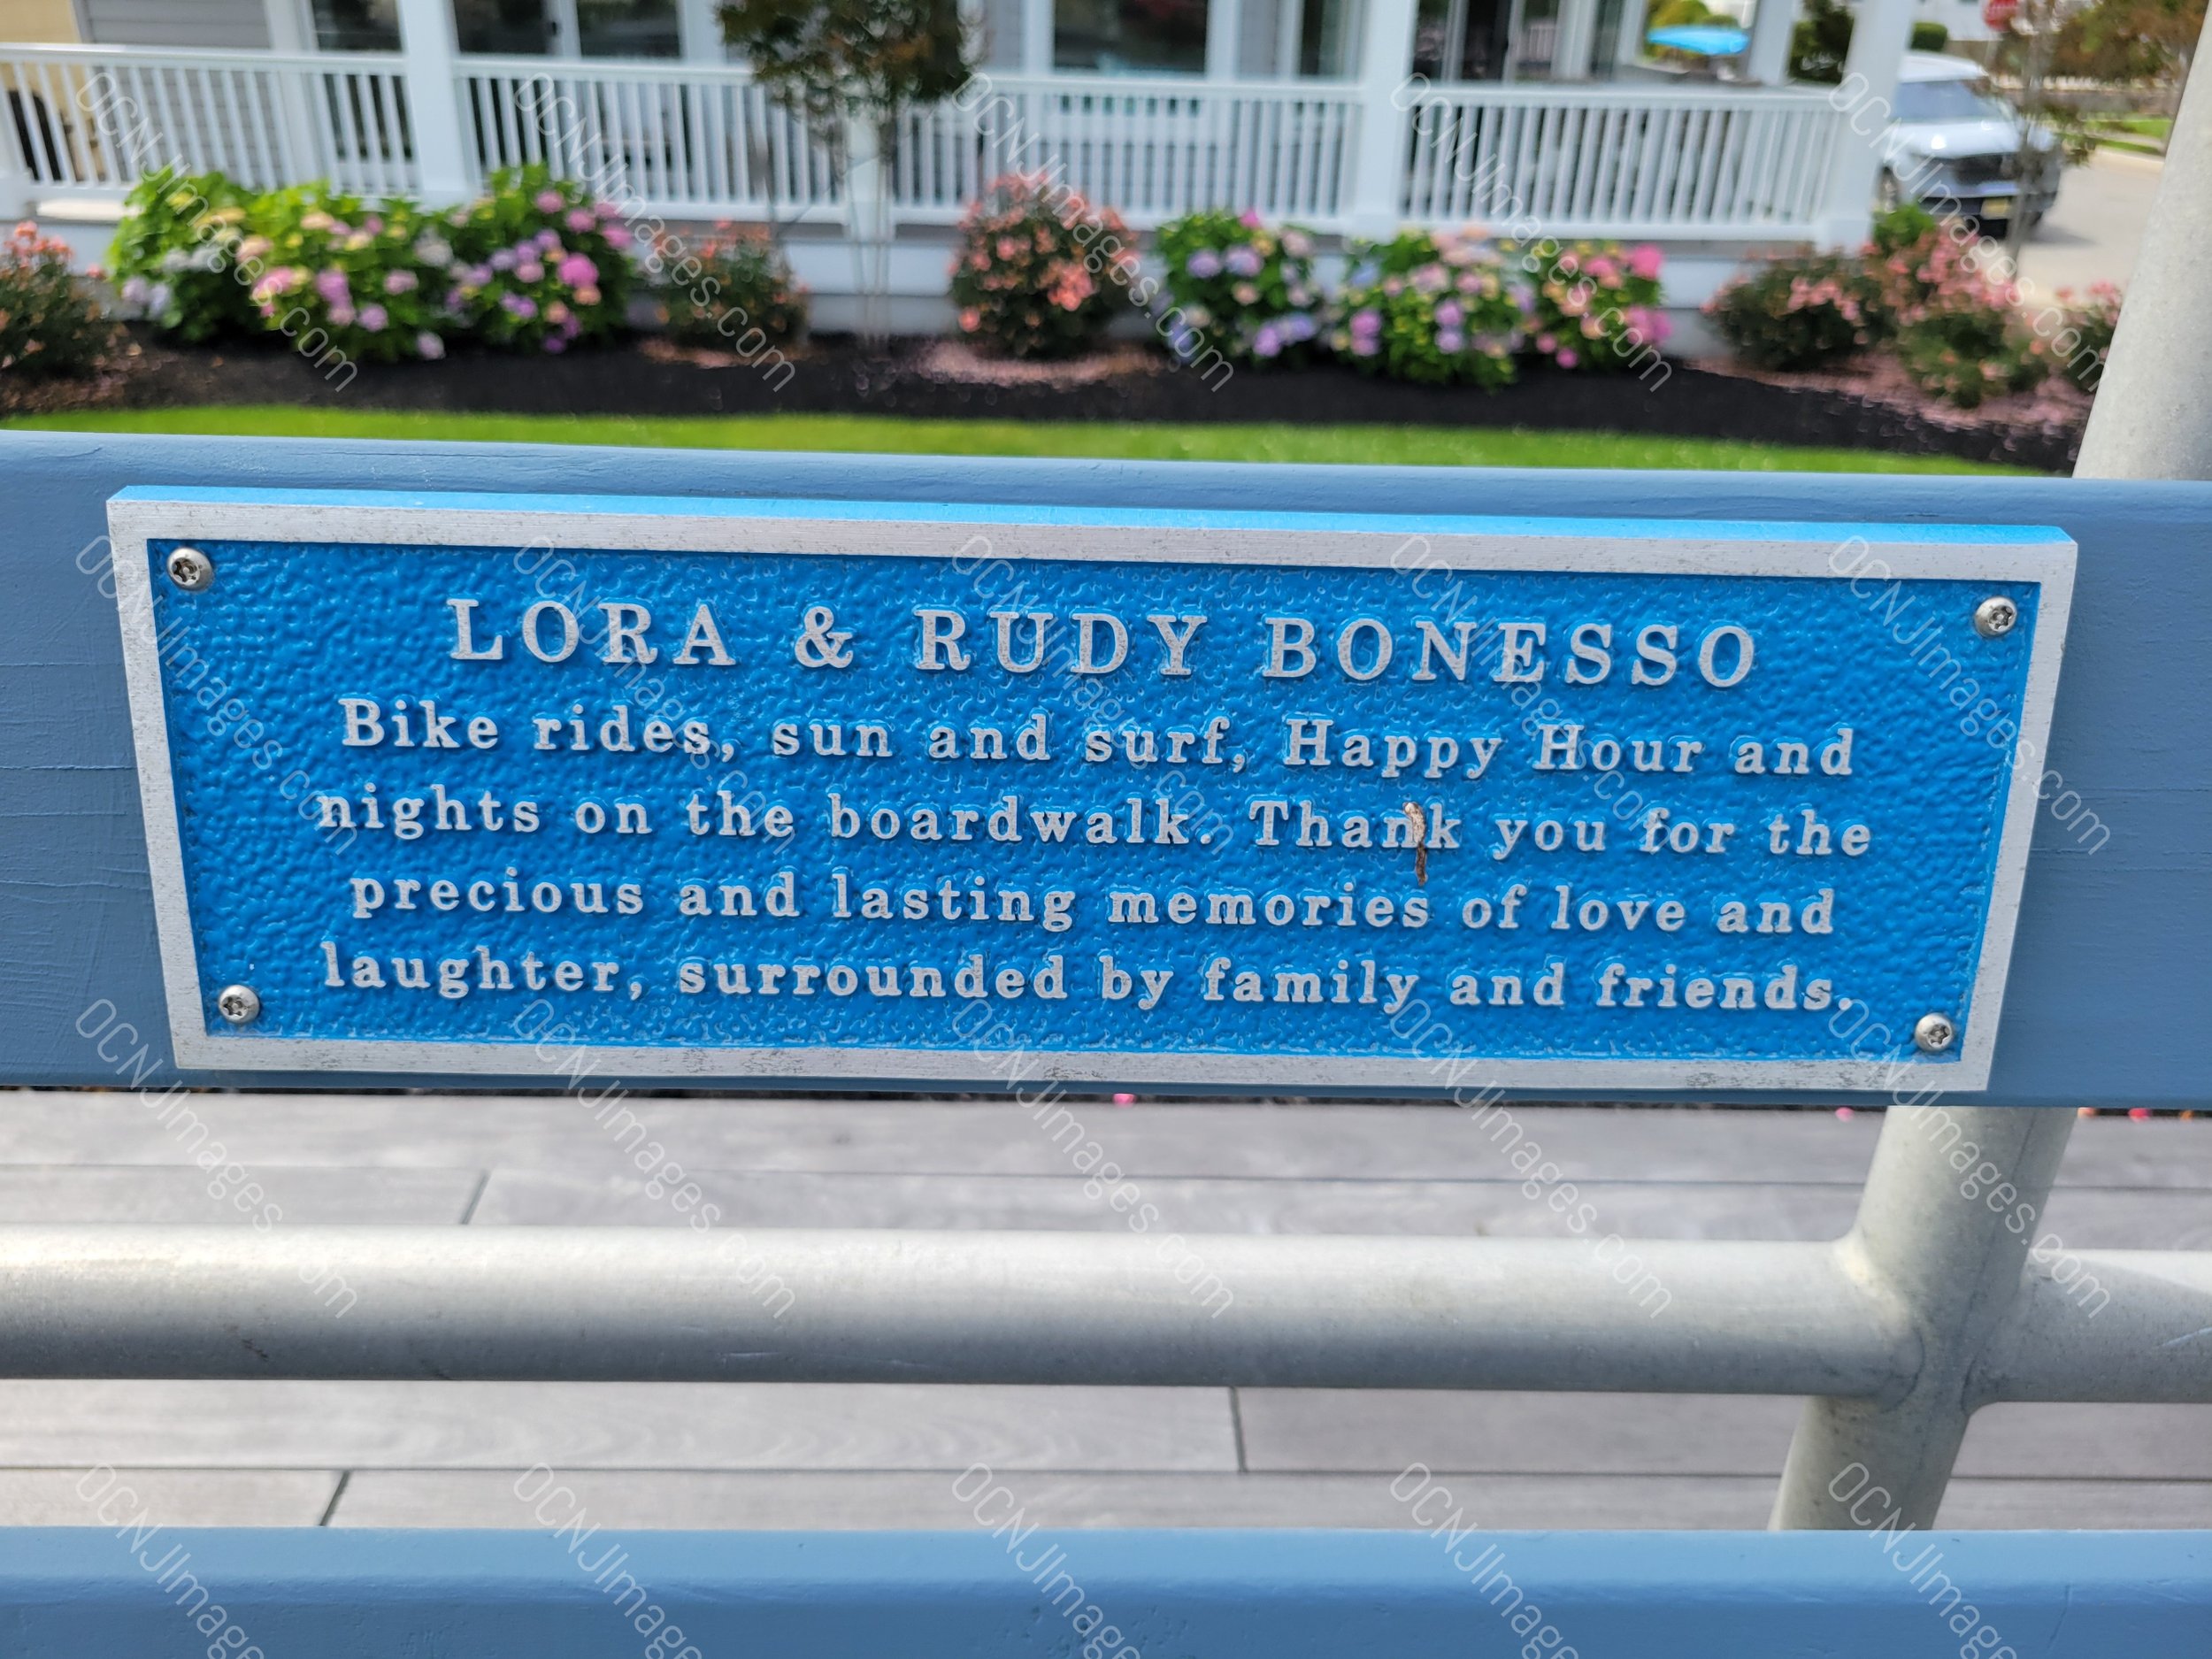 LORA & RUDY BONESSO
Bike rides, sun and surf, Happy Hour and
nights on the boardwalk. Thank you for the
precious and lasting memories of love and
laughter, surrounded by family and friends.
OCNJImages.com